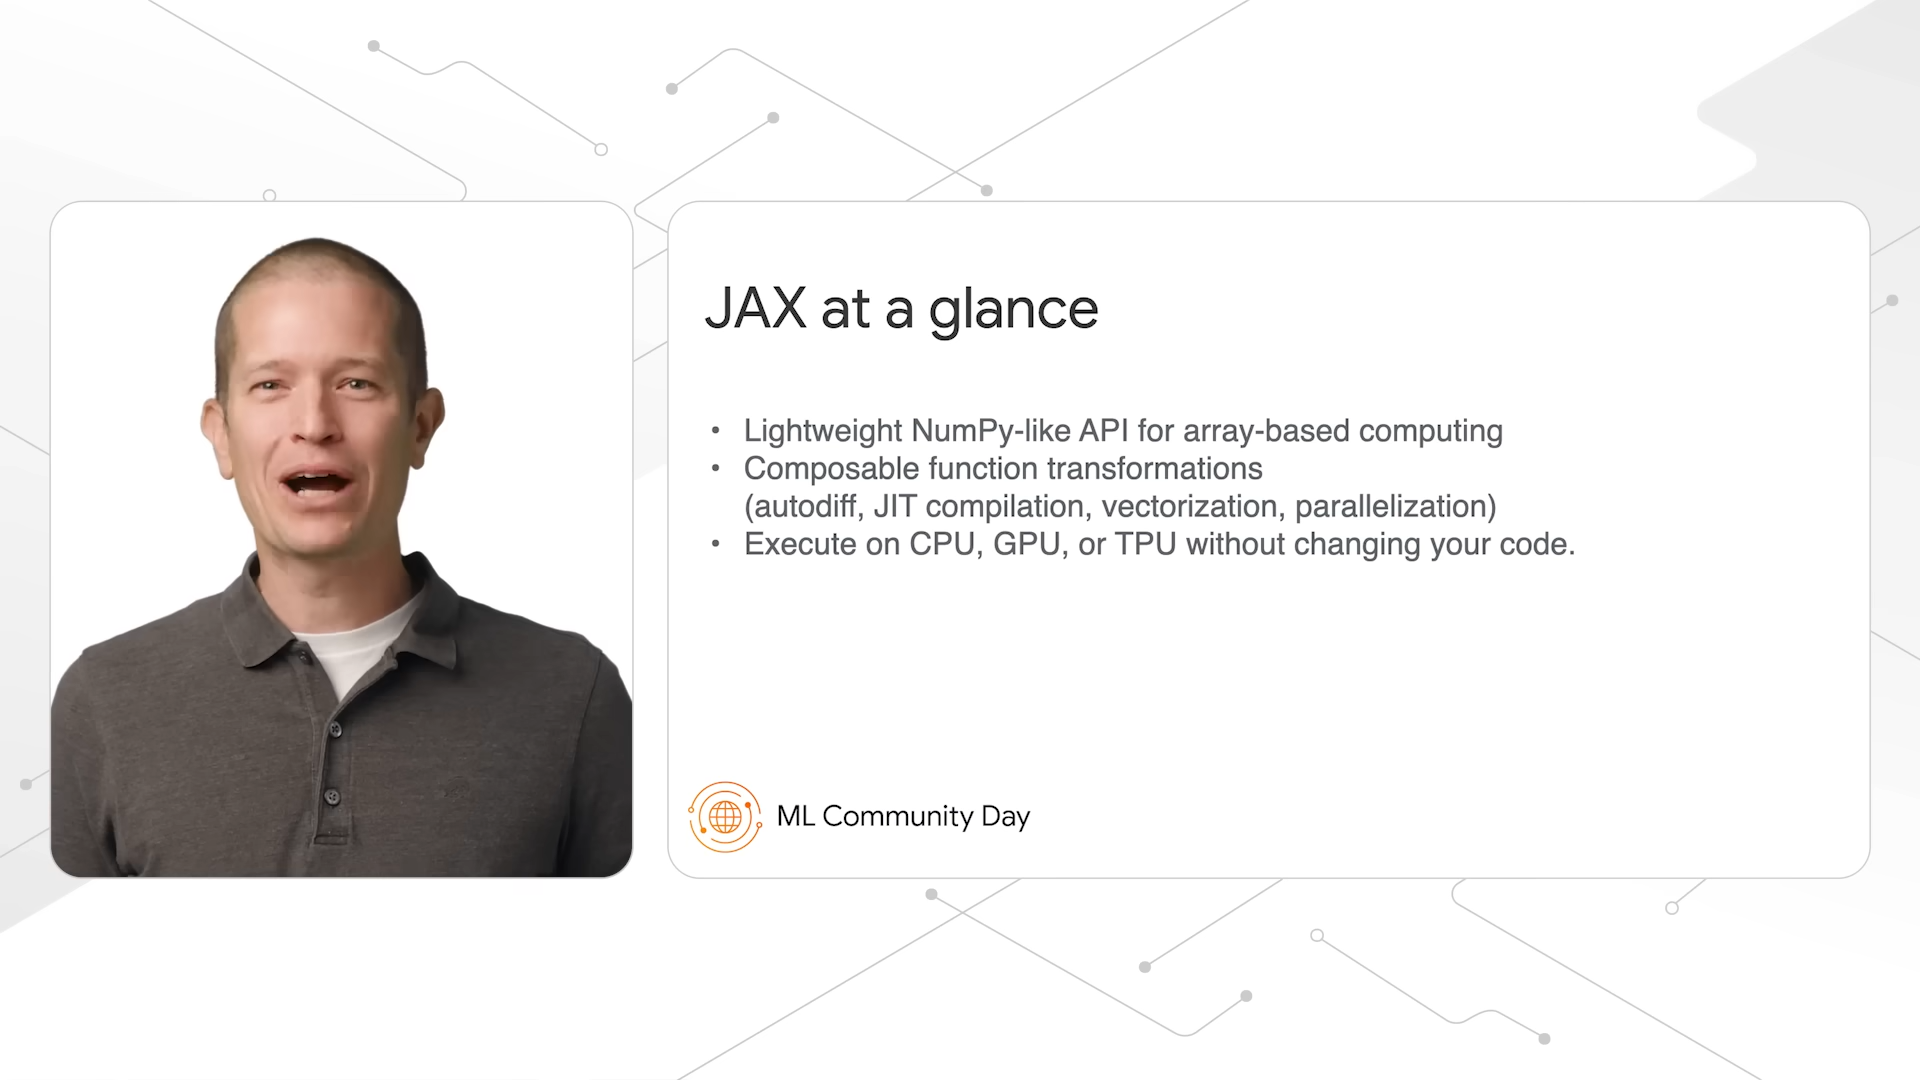 JAX at a glance
• Lightweight NumPy-like API for array-based computing
• Composable function transformations
(autodiff, JIT compilation, vectorization, parallelization)
• Execute on CPU, GPU, or TPU without changing your code.
ML Community Day